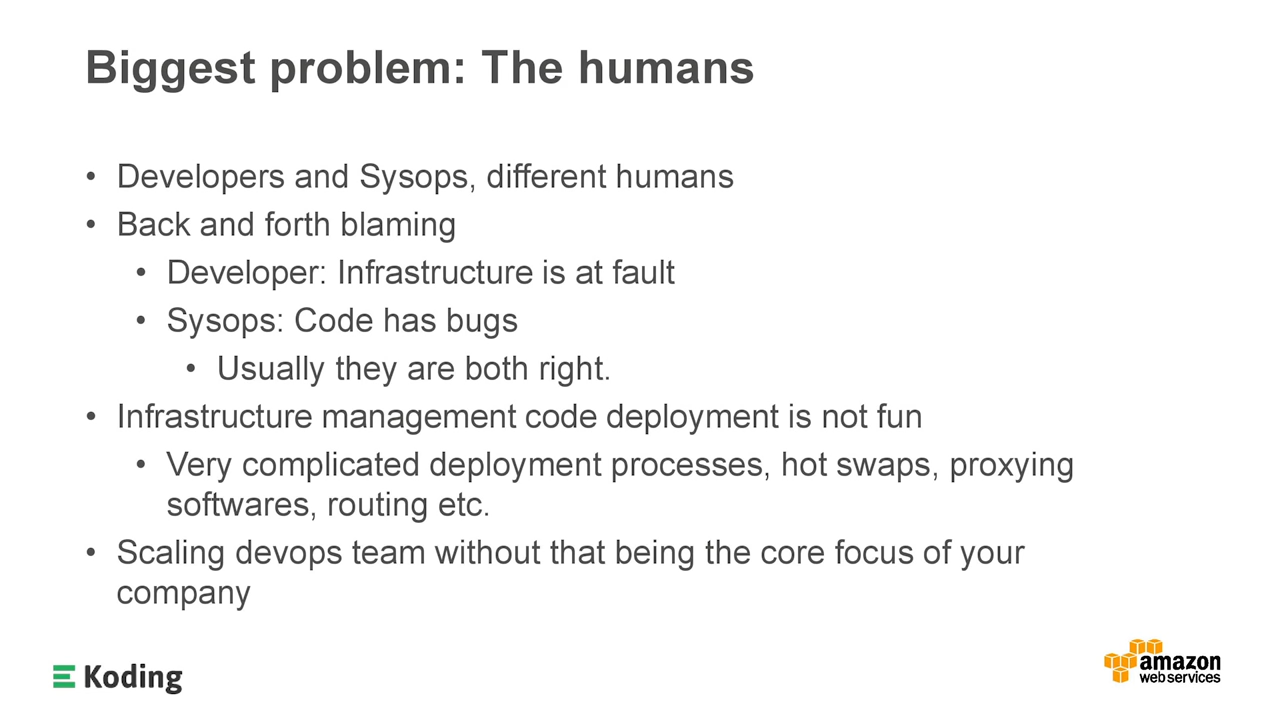 Biggest problem: The humans
• Developers and Sysops, different humans
• Back and forth blaming
• Developer: Infrastructure is at fault
• Sysops: Code has bugs
• Usually they are both right.
• Infrastructure management code deployment is not fun
• Very complicated deployment processes, hot swaps, proxying
softwares, routing etc.
• Scaling devops team without that being the core focus of your
company
Koding
amazon
web services